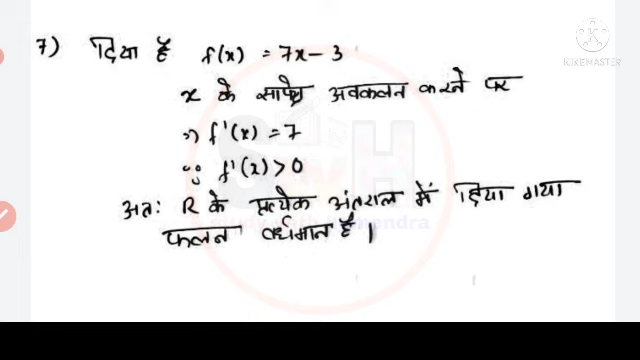 7) दिया है f(x) = 7x - 3
x के सापेक्ष अवकलन करने पर
⇒ f'(x) = 7
∵ f'(x) > 0
अतः R के प्रत्येक अंतराल में दिया गया
फलन वर्धमान है।
KINEMASTER